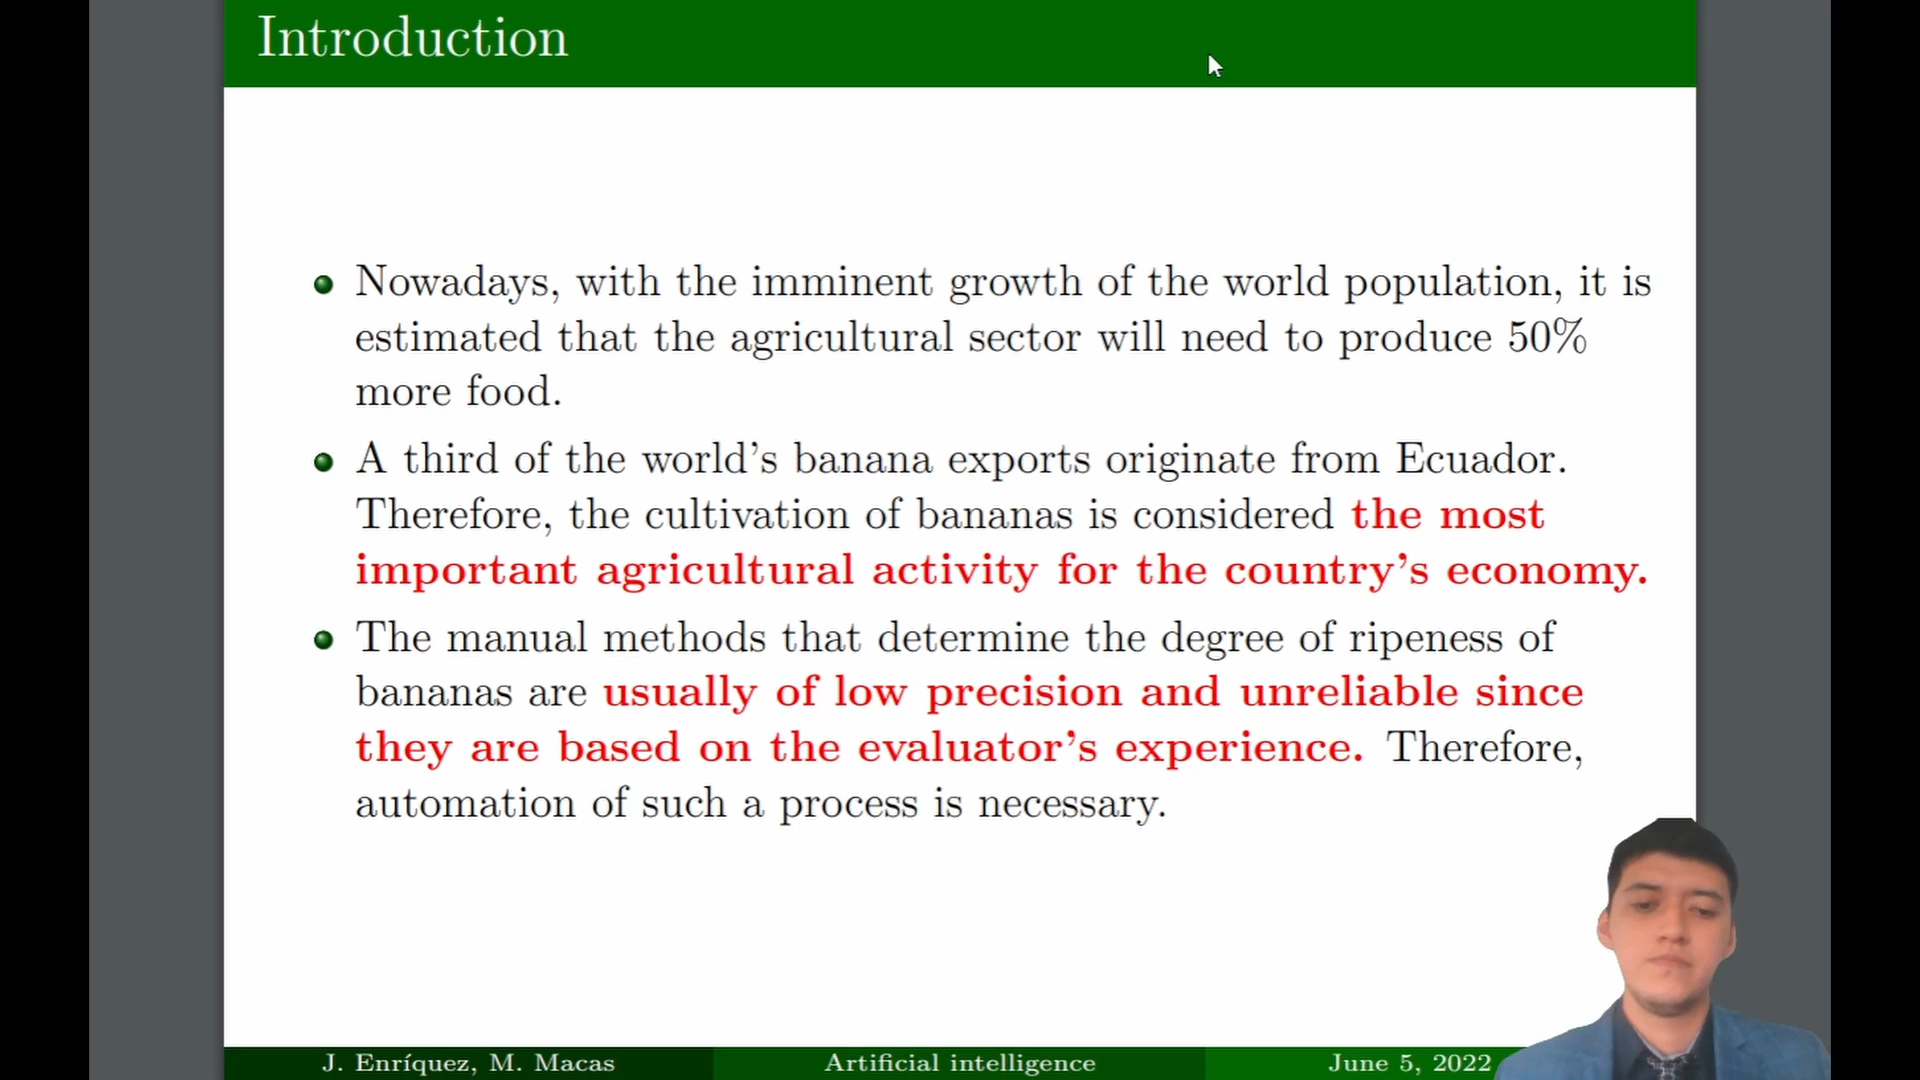 Introduction
Nowadays, with the imminent growth of the world population, it is
estimated that the agricultural sector will need to produce 50%
more food.
A third of the world's banana exports originate from Ecuador.
Therefore, the cultivation of bananas is considered the most
important agricultural activity for the country's economy.
The manual methods that determine the degree of ripeness of
bananas are usually of low precision and unreliable since
they are based on the evaluator's experience. Therefore,
automation of such a process is necessary.
J. Enríquez, M. Macas
Artificial intelligence
June 5, 2022